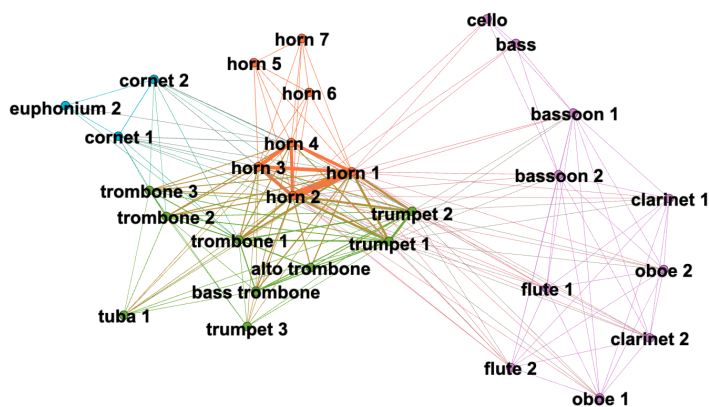 cello
horn 7
bass
horn 5
cornet 2
horn 6
euphonium 2
bassoon 1
cornet 1
horn 4
horn 3
horn 1
bassoon 2
trombone 3
horn 2
clarinet 1
trombone 2
trumpet 2
trombone 1
trumpet 1
alto trombone
oboe 2
bass trombone
flute 1
tuba 1
trumpet 3
clarinet 2
flute 2
oboe 1